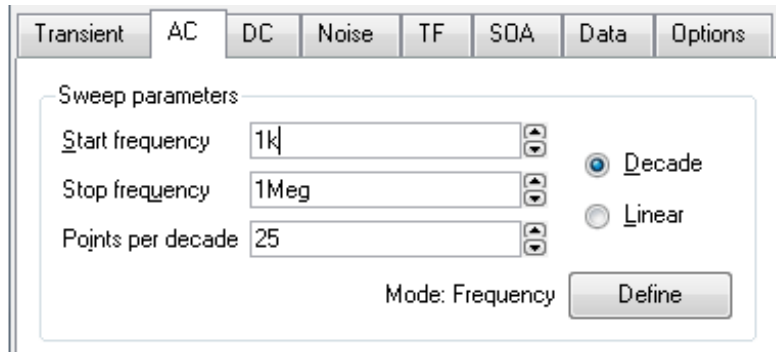 Transient AC DC Noise TF SOA Data Options
Sweep parameters
Start frequency 1k
Decade
Stop frequency 1Meg
Linear
Points per decade 25
Mode: Frequency Define